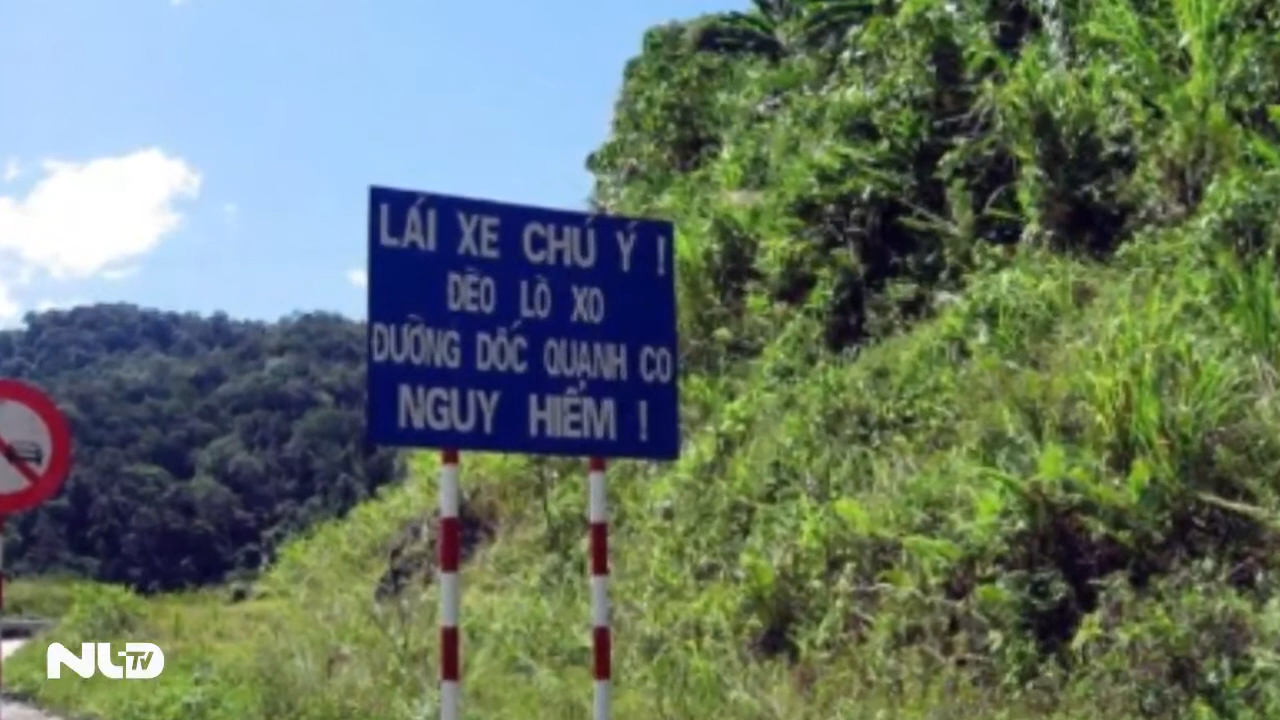 LÁI XE CHÚ Ý !
DÈO LÒ XO
ĐƯỜNG DỐC QUANH CO
NGUY HIỂM !
NLTV